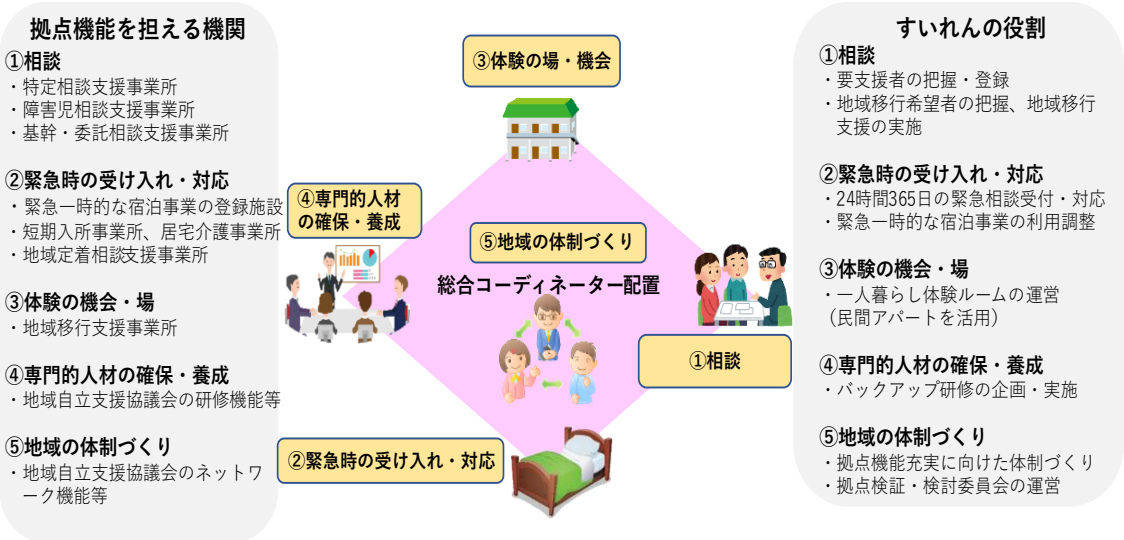 拠点機能を担える機関
①相談
・特定相談支援事業所
・障害児相談支援事業所
・基幹・委託相談支援事業所
②緊急時の受け入れ・対応
・緊急一時的な宿泊事業の登録施設
・短期入所事業所、居宅介護事業所
・地域定着相談支援事業所
③体験の機会・場
・地域移行支援事業所
④専門的人材の確保・養成
・地域自立支援協議会の研修機能等
⑤地域の体制づくり
・地域自立支援協議会のネットワ
ーク機能等
③体験の場・機会
④専門的人材
の確保・養成
⑤地域の体制づくり
総合コーディネーター配置
①相談
②緊急時の受け入れ・対応
すいれんの役割
①相談
・要支援者の把握・登録
・地域移行希望者の把握、地域移行
支援の実施
②緊急時の受け入れ・対応
・24時間365日の緊急相談受付・対応
・緊急一時的な宿泊事業の利用調整
③体験の機会・場
・一人暮らし体験ルームの運営
（民間アパートを活用）
④専門的人材の確保・養成
・バックアップ研修の企画・実施
⑤地域の体制づくり
・拠点機能充実に向けた体制づくり
・拠点検証・検討委員会の運営